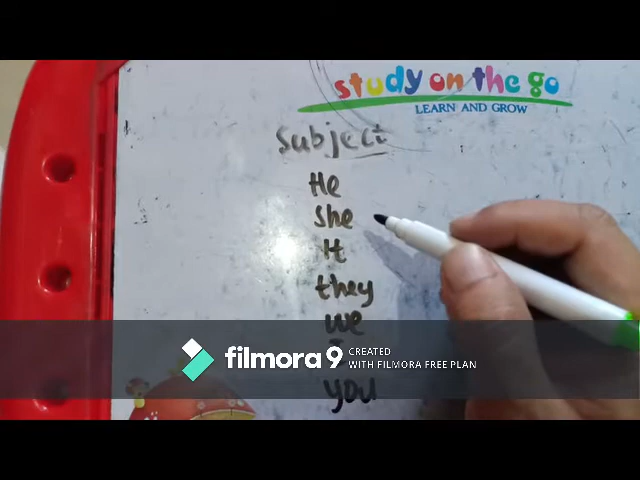 study on the go
LEARN AND GROW
Subject:
He
She
It
they
we
filmora 9 CREATED
WITH FILMORA FREE PLAN
you